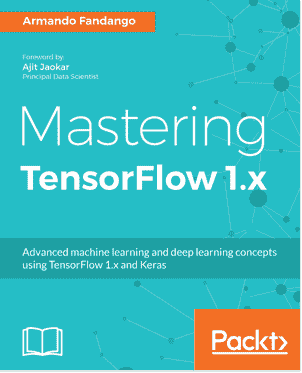 Armando Fandango
Foreword by
Ajit Jaokar
Principal Data Scientist
Mastering
TensorFlow 1.x
Advanced machine learning and deep learning concepts
using TensorFlow 1.x and Keras
Packt>